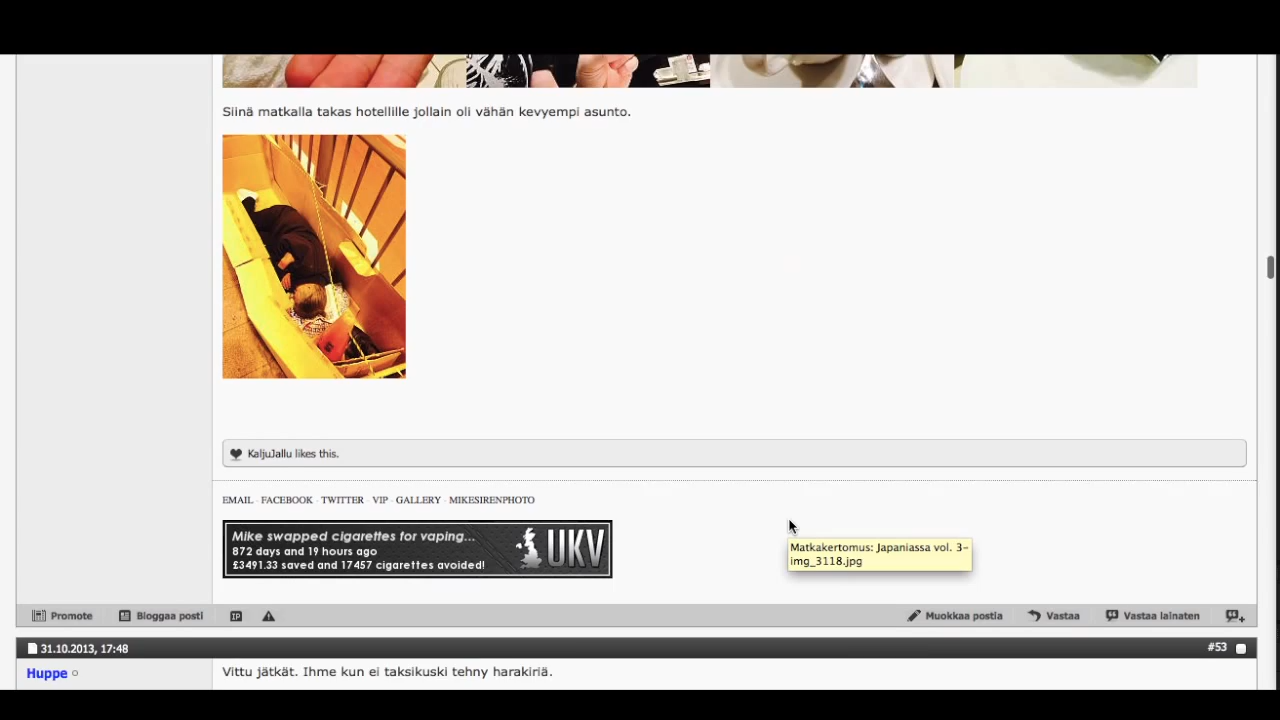 Siinä matkalla takas hotellille jollain oli vähän kevyempi asunto.
KaljuJallu likes this.
EMAIL · FACEBOOK · TWITTER · VIP · GALLERY · MIKESIRENPHOTO
Mike swapped cigarettes for vaping...
872 days and 19 hours ago
£3491.33 saved and 17457 cigarettes avoided!
UKV
Matkakertomus: Japaniassa vol. 3-
img_3118.jpg
Promote Bloggaa posti IP Muokkaa postia Vastaa Vastaa lainaten
31.10.2013, 17:48 #53
Huppe
Vittu jätkät. Ihme kun ei taksikuski tehny harakiriä.